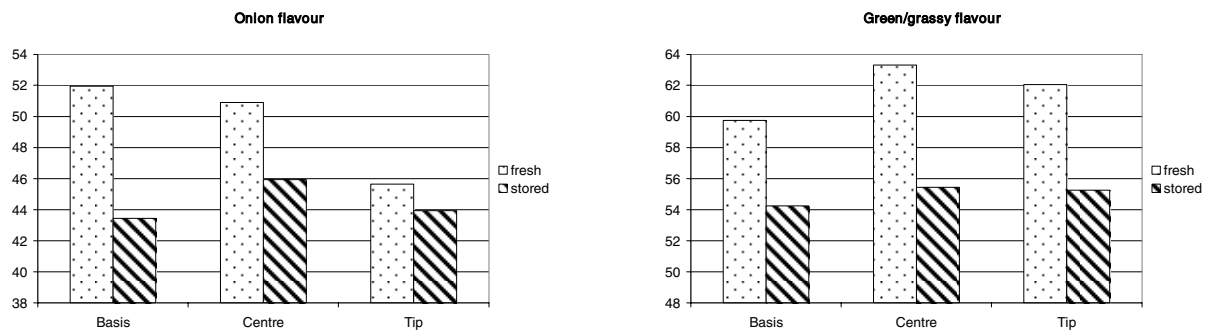 Onion flavour
54
52
50
48
46
44
42
40
38
Basis
Centre
Tip
fresh
stored
Green/grassy flavour
64
62
60
58
56
54
52
50
48
Basis
Centre
Tip
fresh
stored